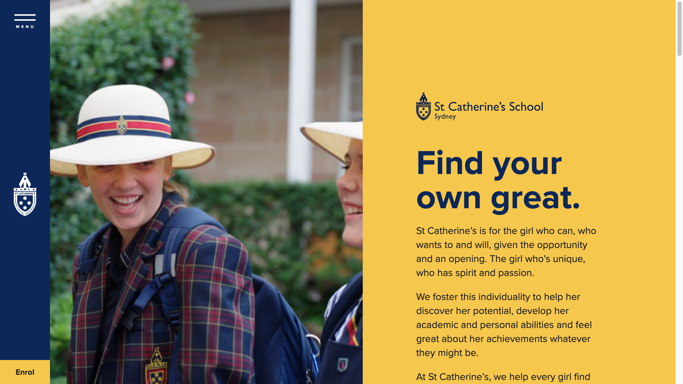 MENU
Enrol
St Catherine's School
Sydney
Find your
own great.
St Catherine's is for the girl who can, who
wants to and will, given the opportunity
and an opening. The girl who's unique,
who has spirit and passion.
We foster this individuality to help her
discover her potential, develop her
academic and personal abilities and feel
great about her achievements whatever
they might be.
At St Catherine's, we help every girl find